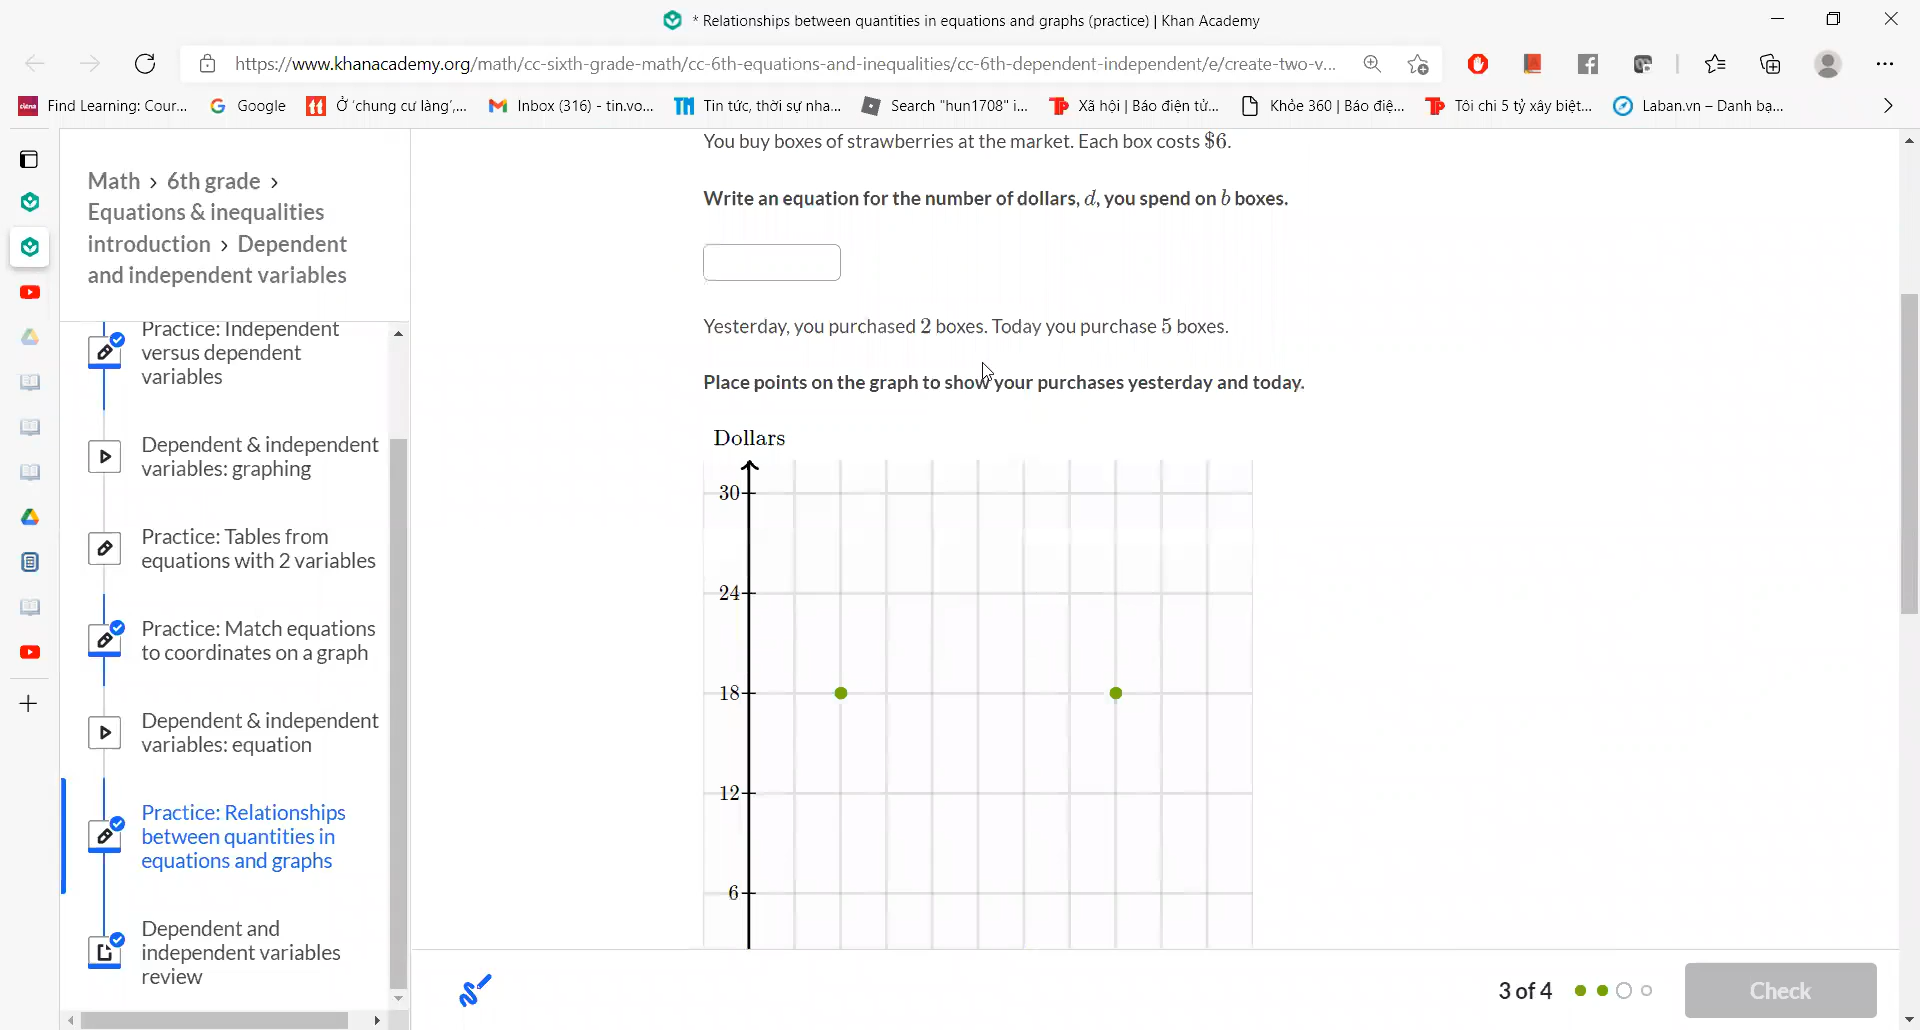 * Relationships between quantities in equations and graphs (practice) | Khan Academy
https://www.khanacademy.org/math/cc-sixth-grade-math/cc-6th-equations-and-inequalities/cc-6th-dependent-independent/e/create-two-v...
Find Learning: Cour...
Google
Ở 'chung cư làng',...
Inbox (316) - tin.vo...
Tin tức, thời sự nha...
Search "hun1708" i...
Xã hội | Báo điện tử...
Khỏe 360 | Báo điệ...
Tôi chi 5 tỷ xây biệt...
Laban.vn – Danh bạ...
Math › 6th grade ›
Equations & inequalities
introduction › Dependent
and independent variables
Practice: Independent
versus dependent
variables
Dependent & independent
variables: graphing
Practice: Tables from
equations with 2 variables
Practice: Match equations
to coordinates on a graph
Dependent & independent
variables: equation
Practice: Relationships
between quantities in
equations and graphs
Dependent and
independent variables
review
You buy boxes of strawberries at the market. Each box costs $6.
Write an equation for the number of dollars, d, you spend on b boxes.
Yesterday, you purchased 2 boxes. Today you purchase 5 boxes.
Place points on the graph to show your purchases yesterday and today.
Dollars
30
24
18
12
6
3 of 4
Check